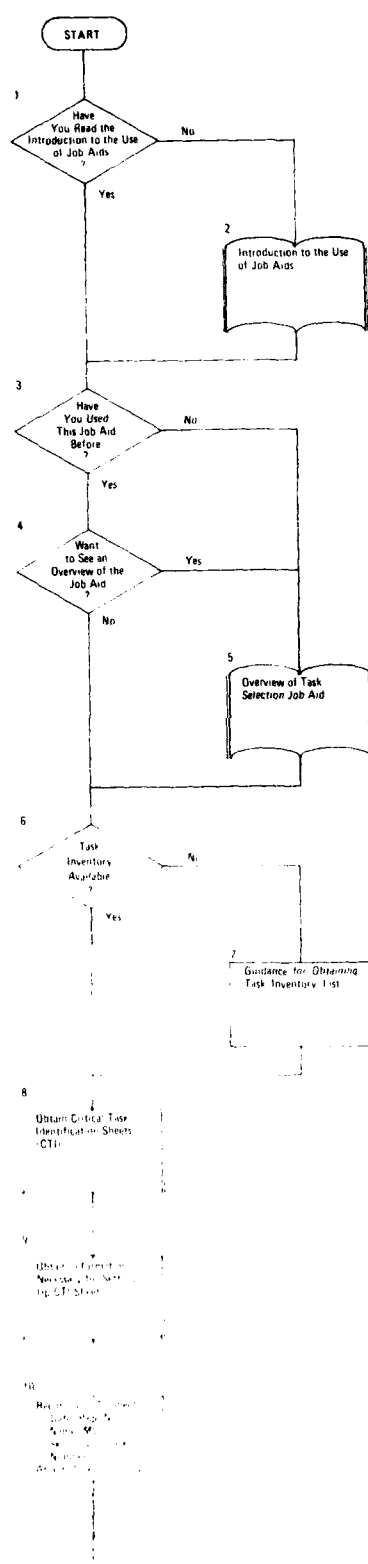 START
1
Have
You Read the
Introduction to the Use
of Job Aids
?
No
Yes
2
Introduction to the Use
of Job Aids
3
Have
You Used
This Job Aid
Before
?
No
Yes
4
Want
to See an
Overview of the
Job Aid
?
Yes
No
5
Overview of Task
Selection Job Aid
6
Task
Inventory
Available
?
Yes
7
Guidance for Obtaining
Task Inventory List
8
Obtain Critical Task
Identification Sheets
(CTI)
9
Necessary for
10